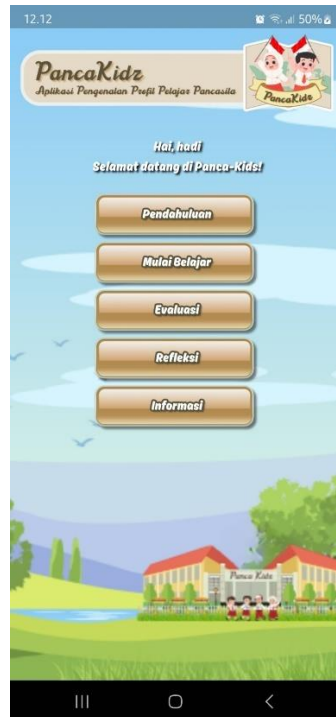 12.12
50%
PancaKidz
Aplikasi Pengenalan Profil Pelajar Pancasila
PancaKids
Hai, hadi
Selamat datang di Panca-Kids!
Pendahuluan
Mulai Belajar
Evaluasi
Refleksi
Informasi
Panca Kids